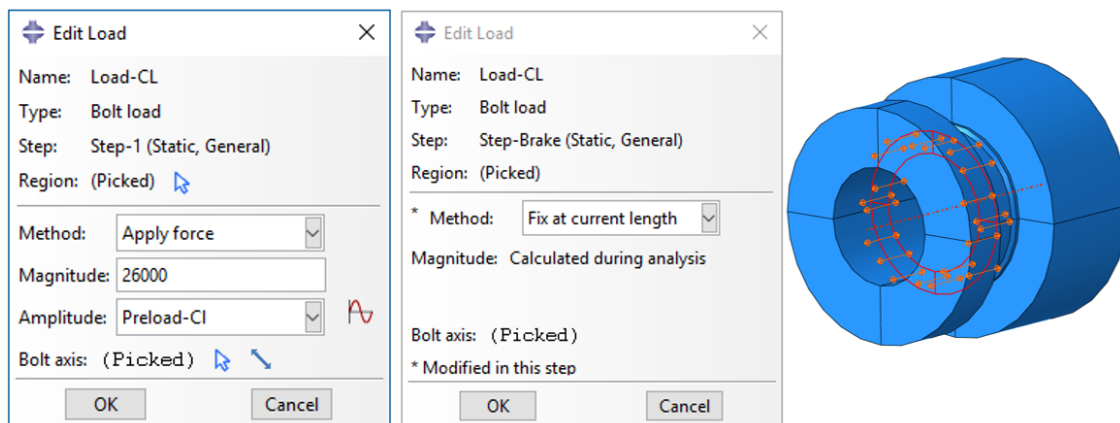 Edit Load
Name: Load-CL
Type: Bolt load
Step: Step-1 (Static, General)
Region: (Picked)
Method: Apply force
Magnitude: 26000
Amplitude: Preload-Cl
Bolt axis: (Picked)
OK Cancel
Edit Load
Name: Load-CL
Type: Bolt load
Step: Step-Brake (Static, General)
Region: (Picked)
* Method: Fix at current length
Magnitude: Calculated during analysis
Bolt axis: (Picked)
* Modified in this step
OK Cancel